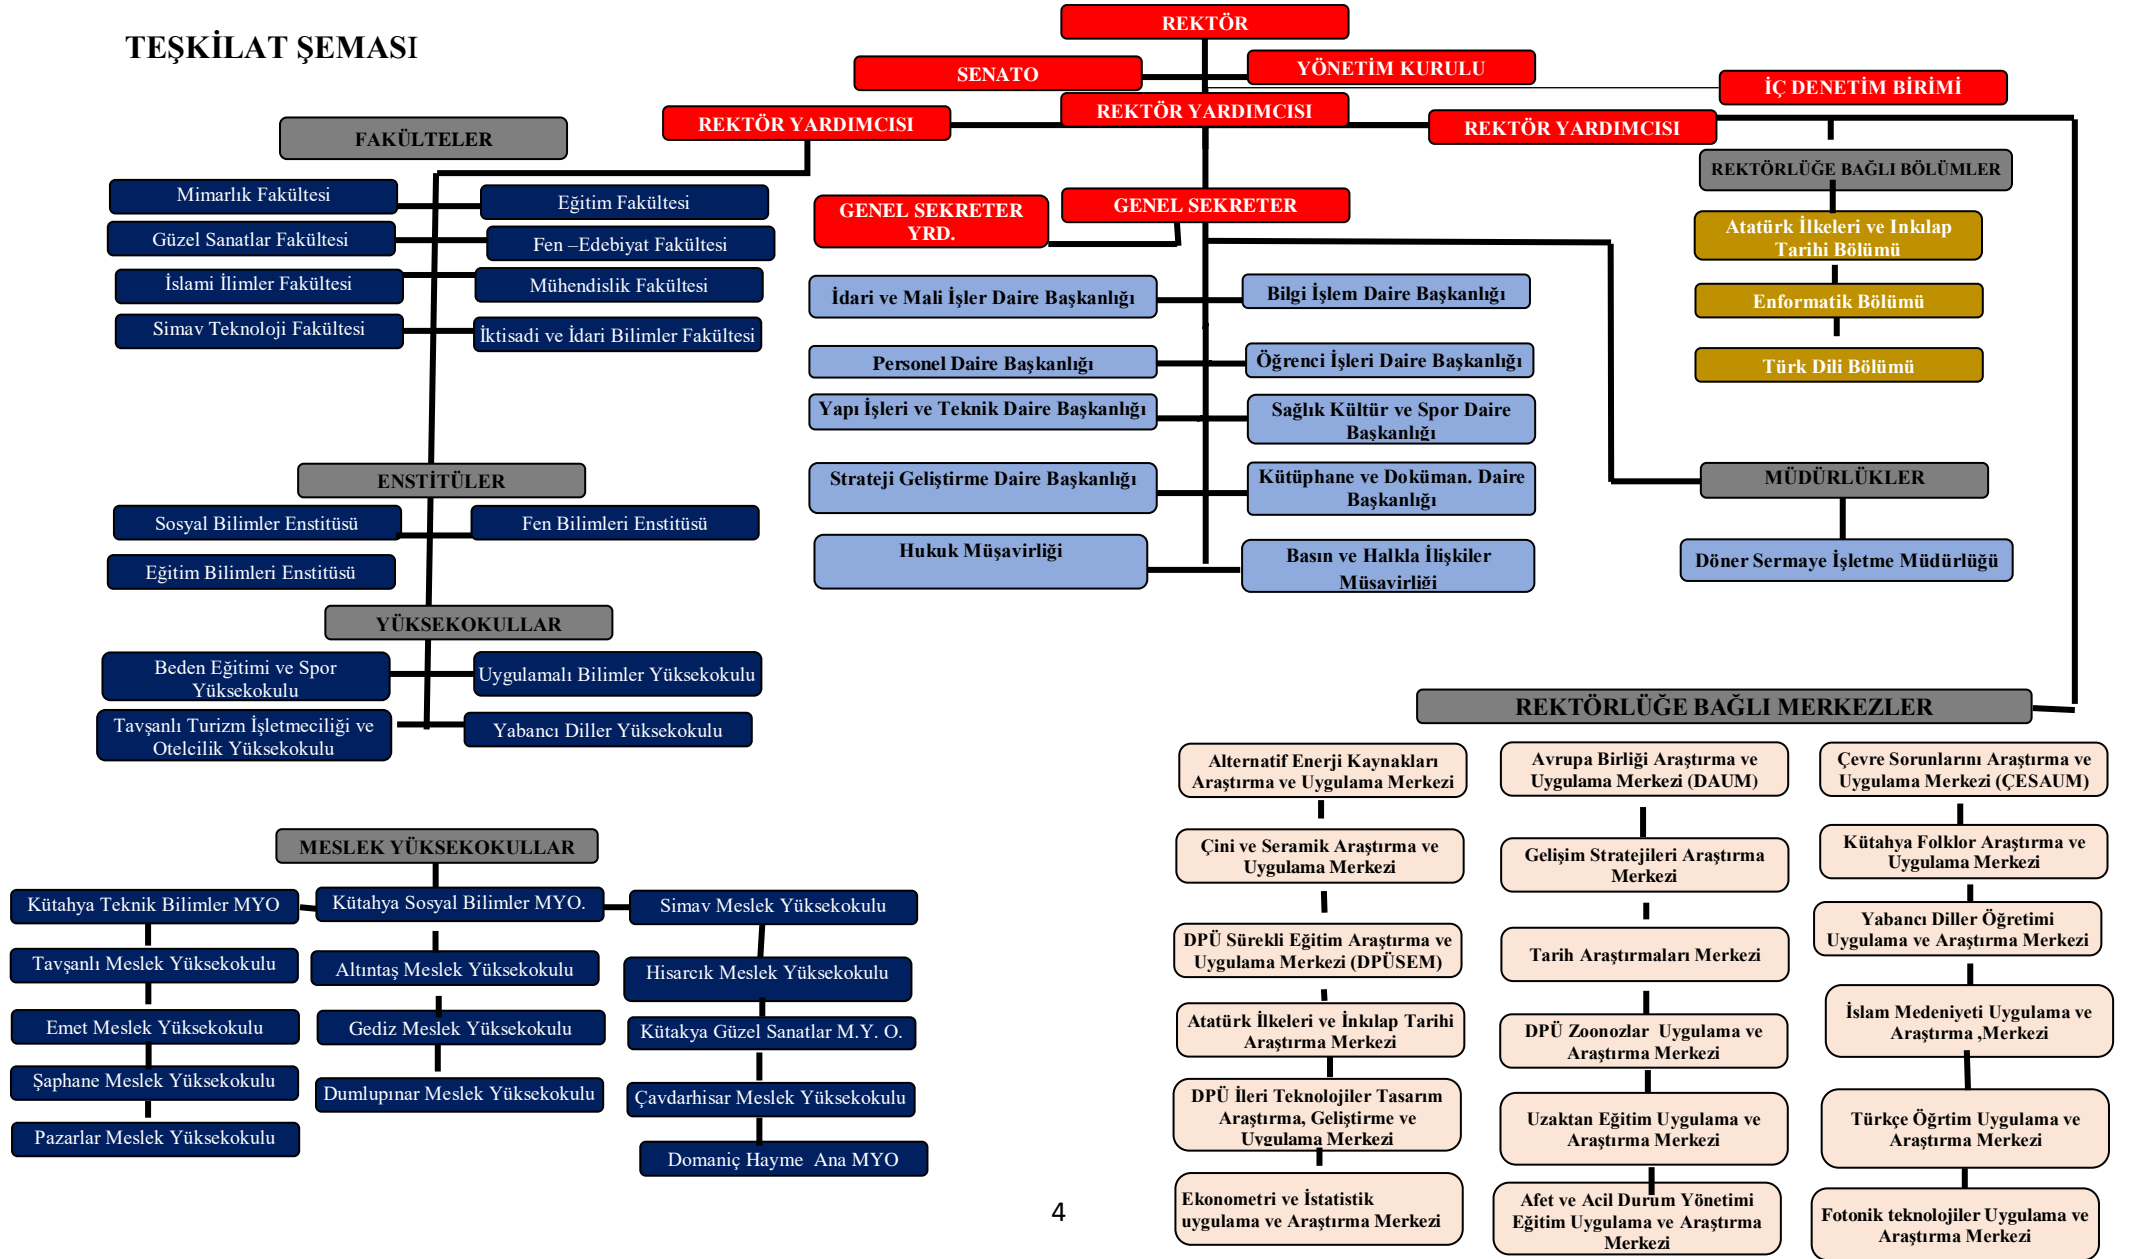 TEŞKİLAT ŞEMASI
REKTÖR
SENATO
YÖNETİM KURULU
İÇ DENETİM BİRİMİ
REKTÖR YARDIMCISI
REKTÖR YARDIMCISI
REKTÖR YARDIMCISI
GENEL SEKRETER
YRD.
GENEL SEKRETER
FAKÜLTELER
Mimarlık Fakültesi
Eğitim Fakültesi
Güzel Sanatlar Fakültesi
Fen –Edebiyat Fakültesi
İslami İlimler Fakültesi
Mühendislik Fakültesi
Simav Teknoloji Fakültesi
İktisadi ve İdari Bilimler Fakültesi
ENSTİTÜLER
Sosyal Bilimler Enstitüsü
Fen Bilimleri Enstitüsü
Eğitim Bilimleri Enstitüsü
YÜKSEKOKULLAR
Beden Eğitimi ve Spor
Yüksekokulu
Uygulamalı Bilimler Yüksekokulu
Tavşanlı Turizm İşletmeciliği ve
Otelcilik Yüksekokulu
Yabancı Diller Yüksekokulu
MESLEK YÜKSEKOKULLAR
Kütahya Teknik Bilimler MYO
Kütahya Sosyal Bilimler MYO.
Simav Meslek Yüksekokulu
Tavşanlı Meslek Yüksekokulu
Altıntaş Meslek Yüksekokulu
Hisarcık Meslek Yüksekokulu
Emet Meslek Yüksekokulu
Gediz Meslek Yüksekokulu
Kütakya Güzel Sanatlar M.Y. O.
Şaphane Meslek Yüksekokulu
Dumlupınar Meslek Yüksekokulu
Çavdarhisar Meslek Yüksekokulu
Pazarlar Meslek Yüksekokulu
Domaniç Hayme  Ana MYO
İdari ve Mali İşler Daire Başkanlığı
Bilgi İşlem Daire Başkanlığı
Personel Daire Başkanlığı
Öğrenci İşleri Daire Başkanlığı
Yapı İşleri ve Teknik Daire Başkanlığı
Sağlık Kültür ve Spor Daire
Başkanlığı
Strateji Geliştirme Daire Başkanlığı
Kütüphane ve Doküman. Daire
Başkanlığı
Hukuk Müşavirliği
Basın ve Halkla İlişkiler
Müşavirliği
REKTÖRLÜĞE BAĞLI BÖLÜMLER
Atatürk İlkeleri ve Inkılap
Tarihi Bölümü
Enformatik Bölümü
Türk Dili Bölümü
MÜDÜRLÜKLER
Döner Sermaye İşletme Müdürlüğü
REKTÖRLÜĞE BAĞLI MERKEZLER
Alternatif Enerji Kaynakları
Araştırma ve Uygulama Merkezi
Avrupa Birliği Araştırma ve
Uygulama Merkezi (DAUM)
Çevre Sorunlarını Araştırma ve
Uygulama Merkezi (ÇESAUM)
Çini ve Seramik Araştırma ve
Uygulama Merkezi
Gelişim Stratejileri Araştırma
Merkezi
Kütahya Folklor Araştırma ve
Uygulama Merkezi
DPÜ Sürekli Eğitim Araştırma ve
Uygulama Merkezi (DPÜSEM)
Tarih Araştırmaları Merkezi
Yabancı Diller Öğretimi
Uygulama ve Araştırma Merkezi
Atatürk İlkeleri ve İnkılap Tarihi
Araştırma Merkezi
DPÜ Zoonozlar  Uygulama ve
Araştırma Merkezi
İslam Medeniyeti Uygulama ve
Araştırma ,Merkezi
DPÜ İleri Teknolojiler Tasarım
Araştırma, Geliştirme ve
Uygulama Merkezi
Uzaktan Eğitim Uygulama ve
Araştırma Merkezi
Türkçe Öğrtim Uygulama ve
Araştırma Merkezi
Ekonometri ve İstatistik
uygulama ve Araştırma Merkezi
Afet ve Acil Durum Yönetimi
Eğitim Uygulama ve Araştırma
Merkezi
Fotonik teknolojiler Uygulama ve
Araştırma Merkezi
4